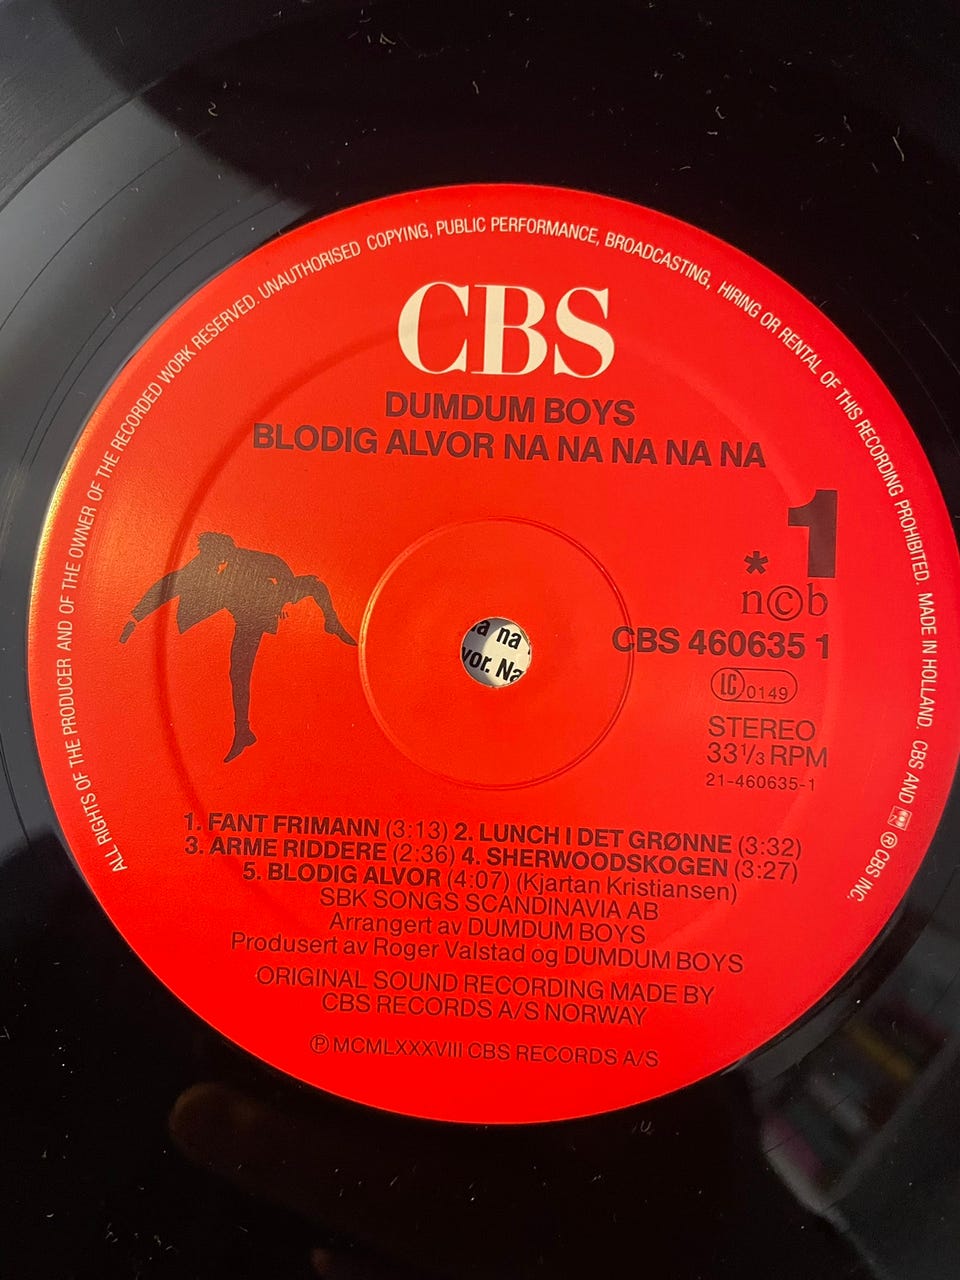 ALL RIGHTS OF THE PRODUCER AND OF THE OWNER OF THE RECORDED WORK RESERVED. UNAUTHORISED COPYING, PUBLIC PERFORMANCE, BROADCASTING, HIRING OR RENTAL OF THIS RECORDING PROHIBITED. MADE IN HOLLAND. CBS AND ® CBS INC.
CBS
DUMDUM BOYS
BLODIG ALVOR NA NA NA NA NA
1
* n©b
CBS 460635 1
LC 0149
STEREO
33 1/3 RPM
21-460635-1
na
Na
1. FANT FRIMANN (3:13) 2. LUNCH I DET GRØNNE (3:32)
3. ARME RIDDERE (2:36) 4. SHERWOODSKOGEN (3:27)
5. BLODIG ALVOR (4:07) (Kjartan Kristiansen)
SBK SONGS SCANDINAVIA AB
Arrangert av DUMDUM BOYS
Produsert av Roger Valstad og DUMDUM BOYS
ORIGINAL SOUND RECORDING MADE BY
CBS RECORDS A/S NORWAY
℗ MCMLXXXVIII CBS RECORDS A/S